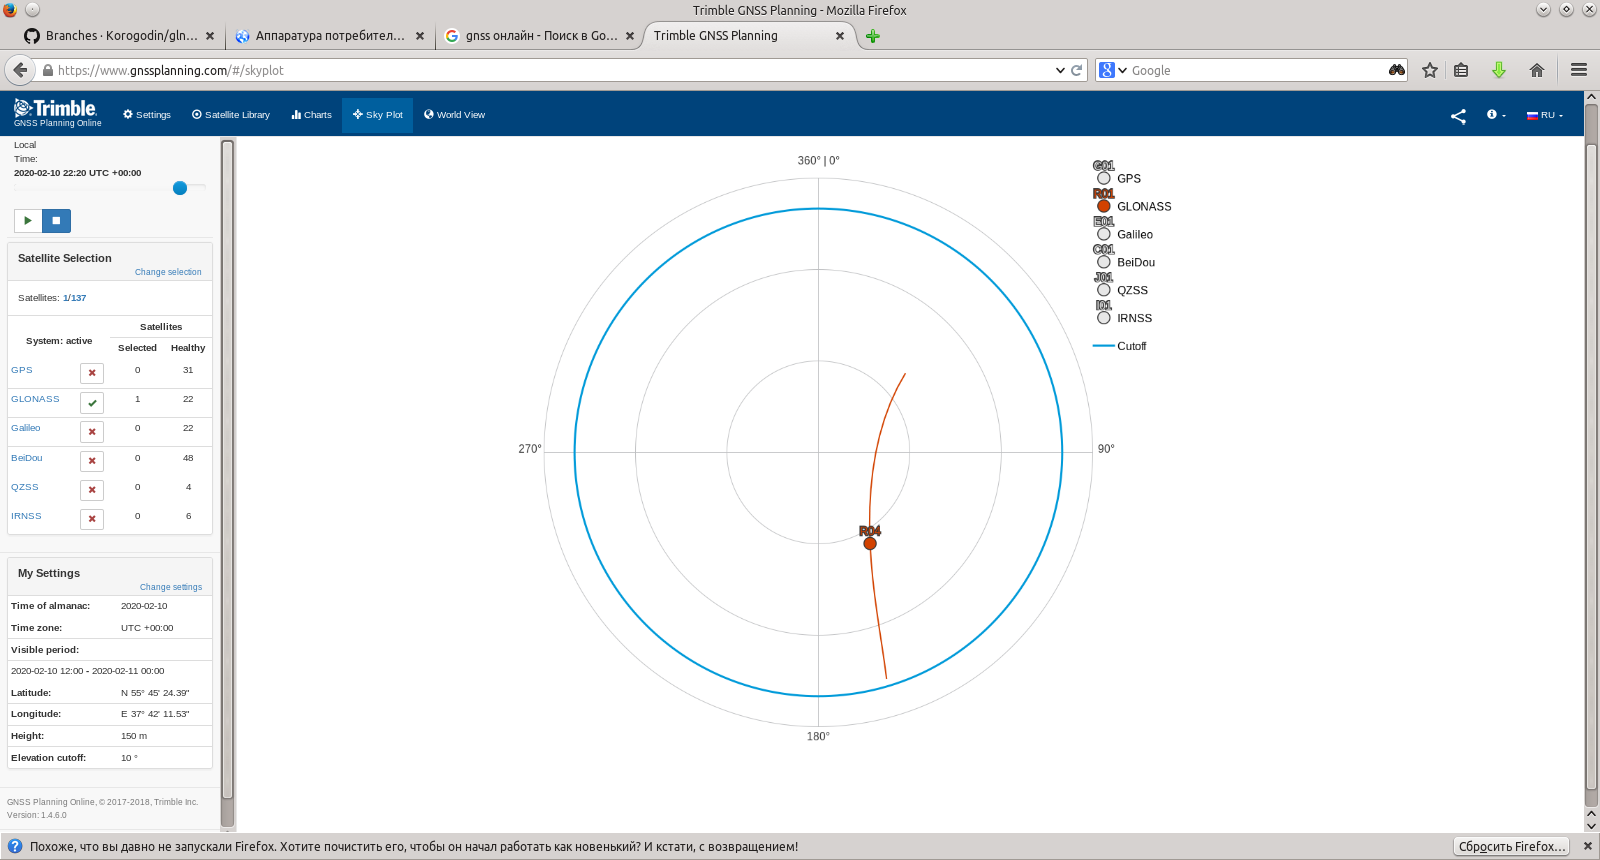 Trimble GNSS Planning - Mozilla Firefox
Branches · Korogodin/gln...
Аппаратура потребител...
gnss онлайн - Поиск в Go...
Trimble GNSS Planning
https://www.gnssplanning.com/#/skyplot
Google
Trimble
GNSS Planning Online
Settings
Satellite Library
Charts
Sky Plot
World View
RU
Local
Time:
2020-02-10 22:20 UTC +00:00
Satellite Selection
Change selection
Satellites: 1/137
System: active
Satellites
Selected Healthy
GPS 0 31
GLONASS 1 22
Galileo 0 22
BeiDou 0 48
QZSS 0 4
IRNSS 0 6
My Settings
Change settings
Time of almanac: 2020-02-10
Time zone: UTC +00:00
Visible period:
2020-02-10 12:00 - 2020-02-11 00:00
Latitude: N 55° 45' 24.39"
Longitude: E 37° 42' 11.53"
Height: 150 m
Elevation cutoff: 10 °
GNSS Planning Online, © 2017-2018, Trimble Inc.
Version: 1.4.6.0
360° | 0°
270°
90°
180°
R04
G01
GPS
R01
GLONASS
E01
Galileo
C01
BeiDou
J01
QZSS
I01
IRNSS
Cutoff
Похоже, что вы давно не запускали Firefox. Хотите почистить его, чтобы он начал работать как новенький? И кстати, с возвращением!
Сбросить Firefox...